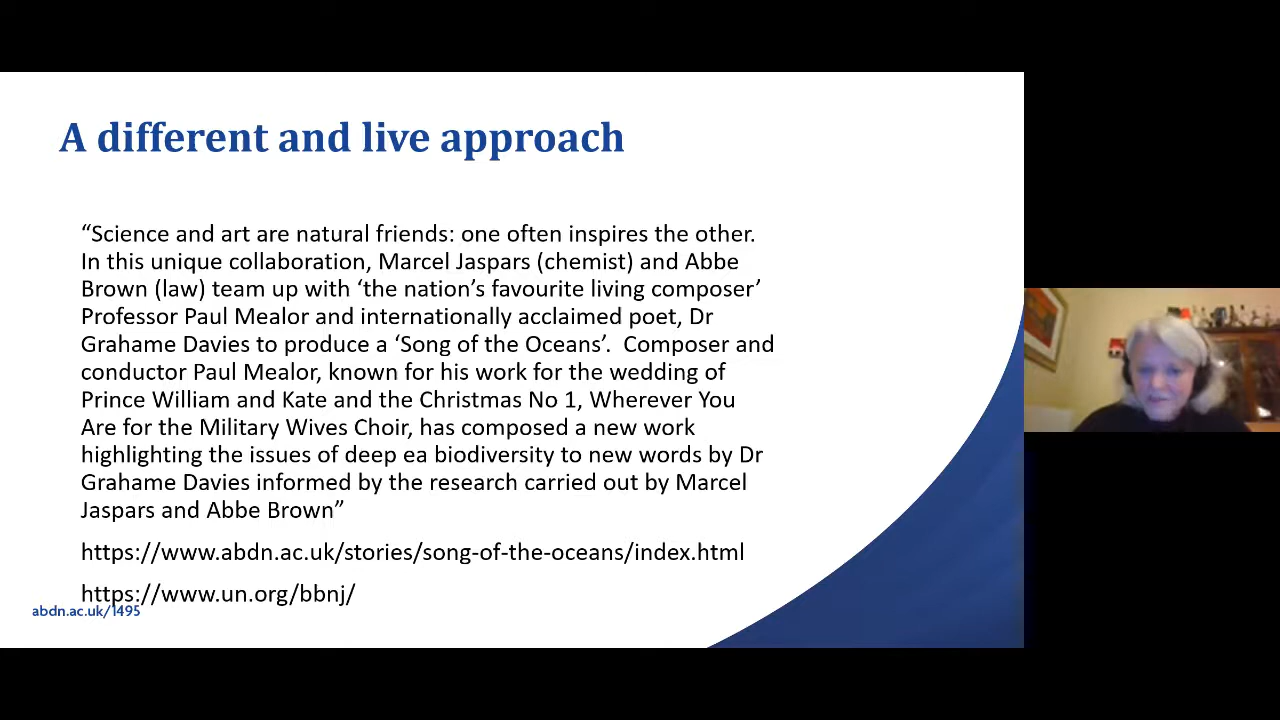 A different and live approach
“Science and art are natural friends: one often inspires the other.
In this unique collaboration, Marcel Jaspars (chemist) and Abbe
Brown (law) team up with ‘the nation’s favourite living composer’
Professor Paul Mealor and internationally acclaimed poet, Dr
Grahame Davies to produce a ‘Song of the Oceans’.  Composer and
conductor Paul Mealor, known for his work for the wedding of
Prince William and Kate and the Christmas No 1, Wherever You
Are for the Military Wives Choir, has composed a new work
highlighting the issues of deep ea biodiversity to new words by Dr
Grahame Davies informed by the research carried out by Marcel
Jaspars and Abbe Brown”
https://www.abdn.ac.uk/stories/song-of-the-oceans/index.html
https://www.un.org/bbnj/
abdn.ac.uk/1495